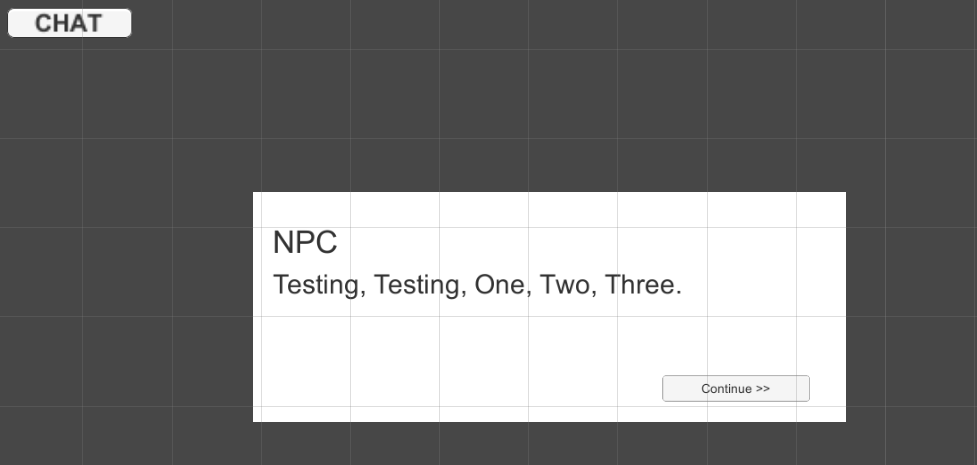 CHAT
NPC
Testing, Testing, One, Two, Three.
Continue >>